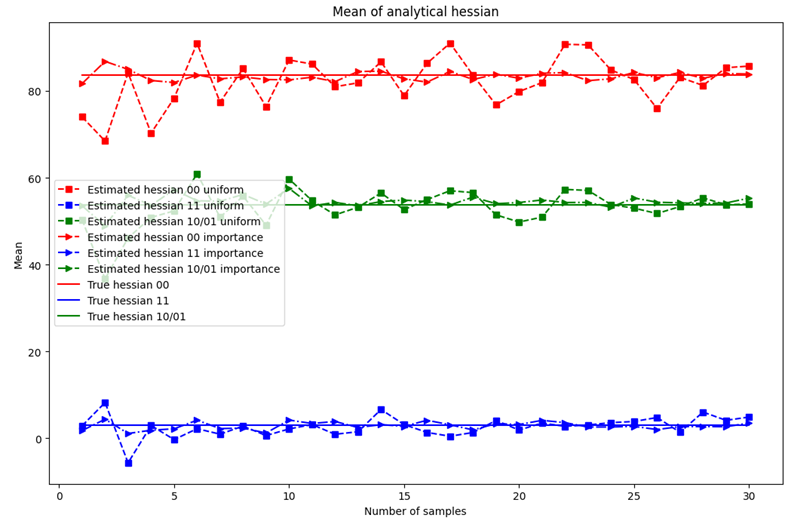 Mean of analytical hessian
Mean
80
60
40
20
0
Estimated hessian 00 uniform
Estimated hessian 11 uniform
Estimated hessian 10/01 uniform
Estimated hessian 00 importance
Estimated hessian 11 importance
Estimated hessian 10/01 importance
True hessian 00
True hessian 11
True hessian 10/01
0 5 10 15 20 25 30
Number of samples